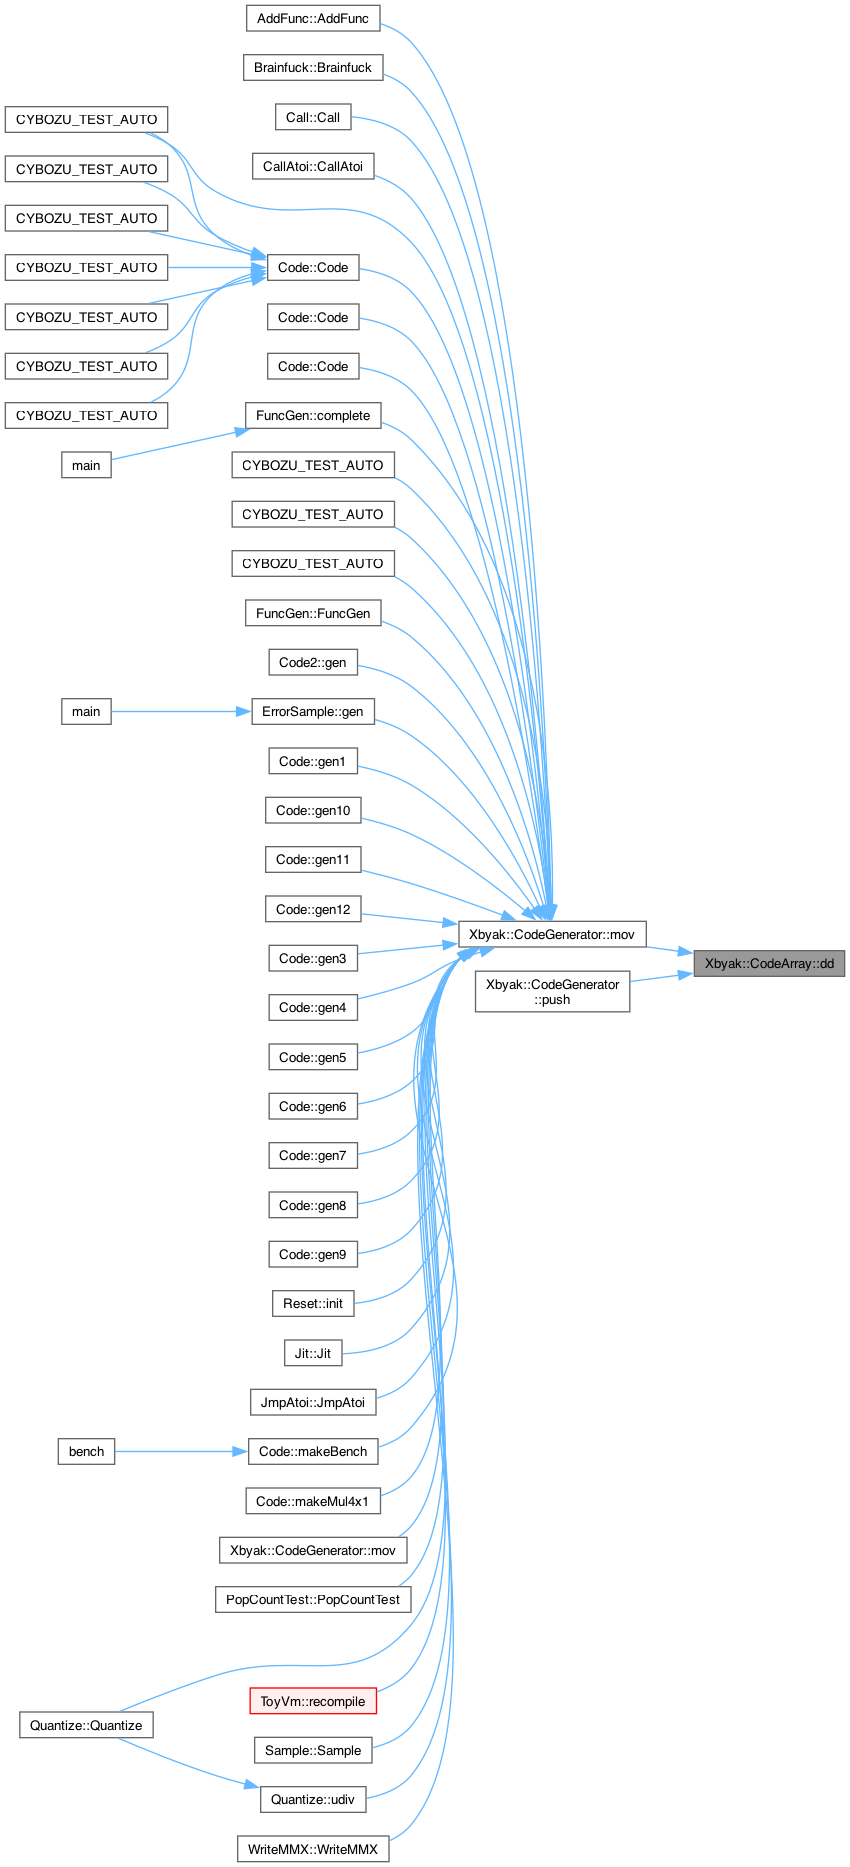 AddFunc::AddFunc
Brainfuck::Brainfuck
CYBOZU_TEST_AUTO
Call::Call
CallAtoi::CallAtoi
CYBOZU_TEST_AUTO
CYBOZU_TEST_AUTO
CYBOZU_TEST_AUTO
Code::Code
CYBOZU_TEST_AUTO
Code::Code
CYBOZU_TEST_AUTO
Code::Code
CYBOZU_TEST_AUTO
FuncGen::complete
main
CYBOZU_TEST_AUTO
CYBOZU_TEST_AUTO
CYBOZU_TEST_AUTO
FuncGen::FuncGen
Code2::gen
main
ErrorSample::gen
Code::gen1
Code::gen10
Code::gen11
Code::gen12
Xbyak::CodeGenerator::mov
Code::gen3
Xbyak::CodeArray::dd
Xbyak::CodeGenerator
::push
Code::gen4
Code::gen5
Code::gen6
Code::gen7
Code::gen8
Code::gen9
Reset::init
Jit::Jit
JmpAtoi::JmpAtoi
bench
Code::makeBench
Code::makeMul4x1
Xbyak::CodeGenerator::mov
PopCountTest::PopCountTest
ToyVm::recompile
Quantize::Quantize
Sample::Sample
Quantize::udiv
WriteMMX::WriteMMX